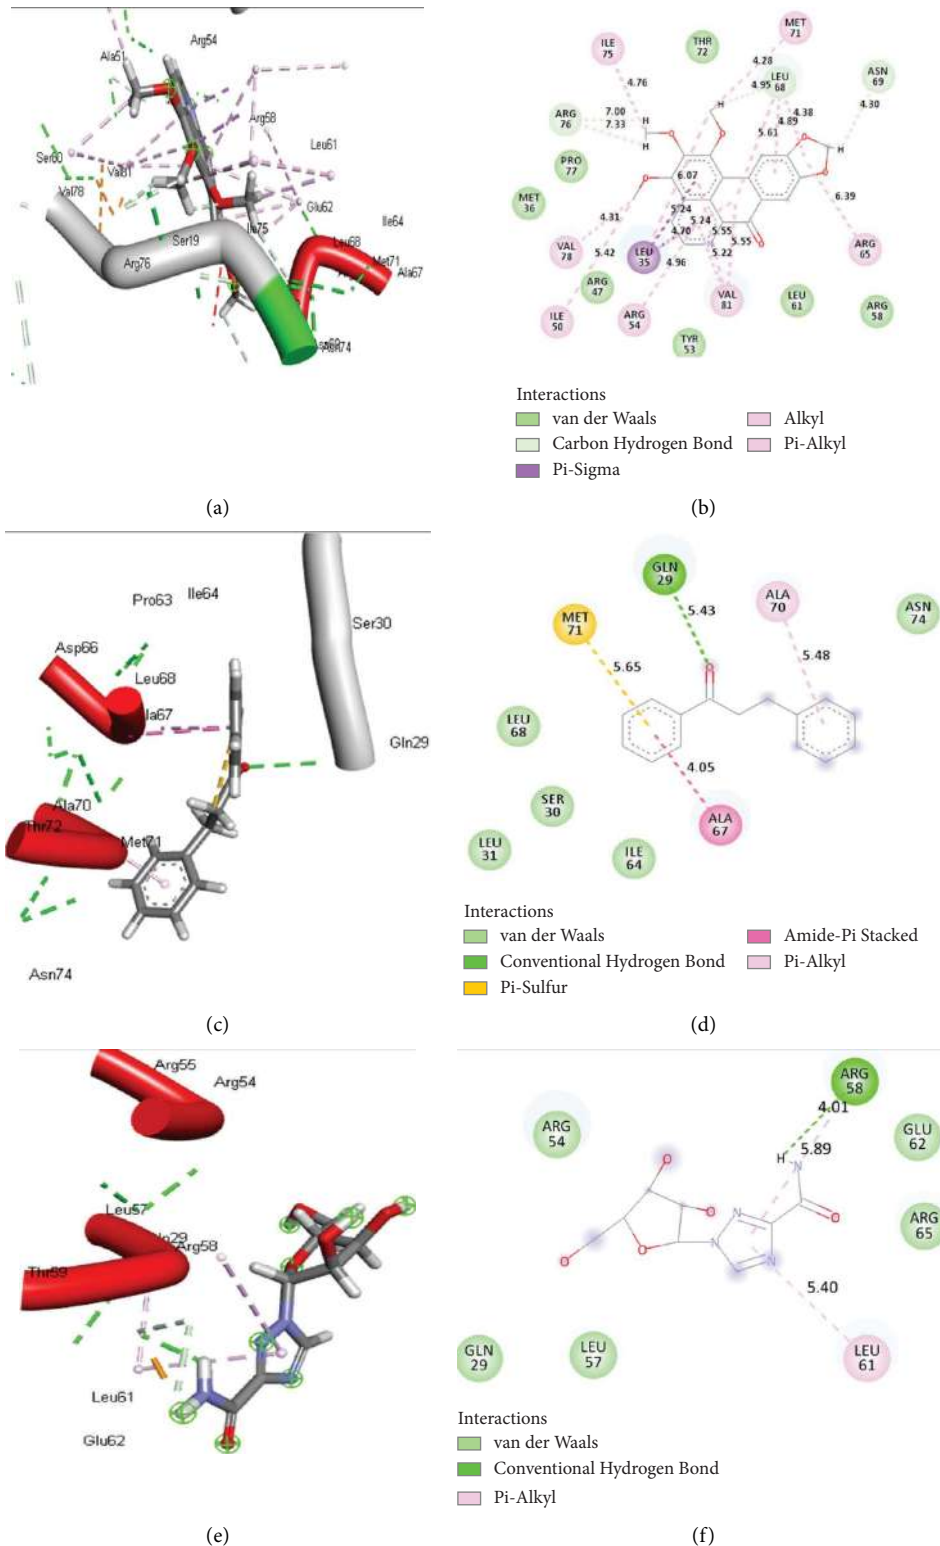 Arg54
Ala51
Arg58
Ser60
Val81
Leu61
Val78
Glu62
Ile75
Ile64
Ser19
Leu68
Arg76
Met71
Ala67
Asn74
(a)
MET
71
ILE
75
THR
72
4.28
LEU
68
ASN
69
4.76
4.95
H
ARG
76
7.00
7.33
H
H
4.38
4.89
4.30
5.61
H
PRO
77
6.07
MET
36
6.39
5.24
4.31
5.24
4.70
5.55
5.55
VAL
78
5.42
LEU
35
4.96
5.22
ARG
65
ARG
47
VAL
81
LEU
61
ARG
58
ILE
50
ARG
54
TYR
53
Interactions
van der Waals
Alkyl
Carbon Hydrogen Bond
Pi-Alkyl
Pi-Sigma
(b)
Ile64
Pro63
Ser30
Asp66
Leu68
Gln29
Ala70
Thr72
Met71
Asn74
(c)
GLN
29
ALA
70
ASN
74
MET
71
5.43
5.65
5.48
O
LEU
68
4.05
SER
30
ALA
67
LEU
31
ILE
64
Interactions
van der Waals
Amide-Pi Stacked
Conventional Hydrogen Bond
Pi-Alkyl
Pi-Sulfur
(d)
Arg55
Arg54
Leu57
Arg58
Thr59
Leu61
Glu62
(e)
ARG
58
4.01
ARG
54
GLU
62
5.89
H
N
O
O
N
O
ARG
65
O
O
N
N
5.40
GLN
29
LEU
57
LEU
61
Interactions
van der Waals
Conventional Hydrogen Bond
Pi-Alkyl
(f)